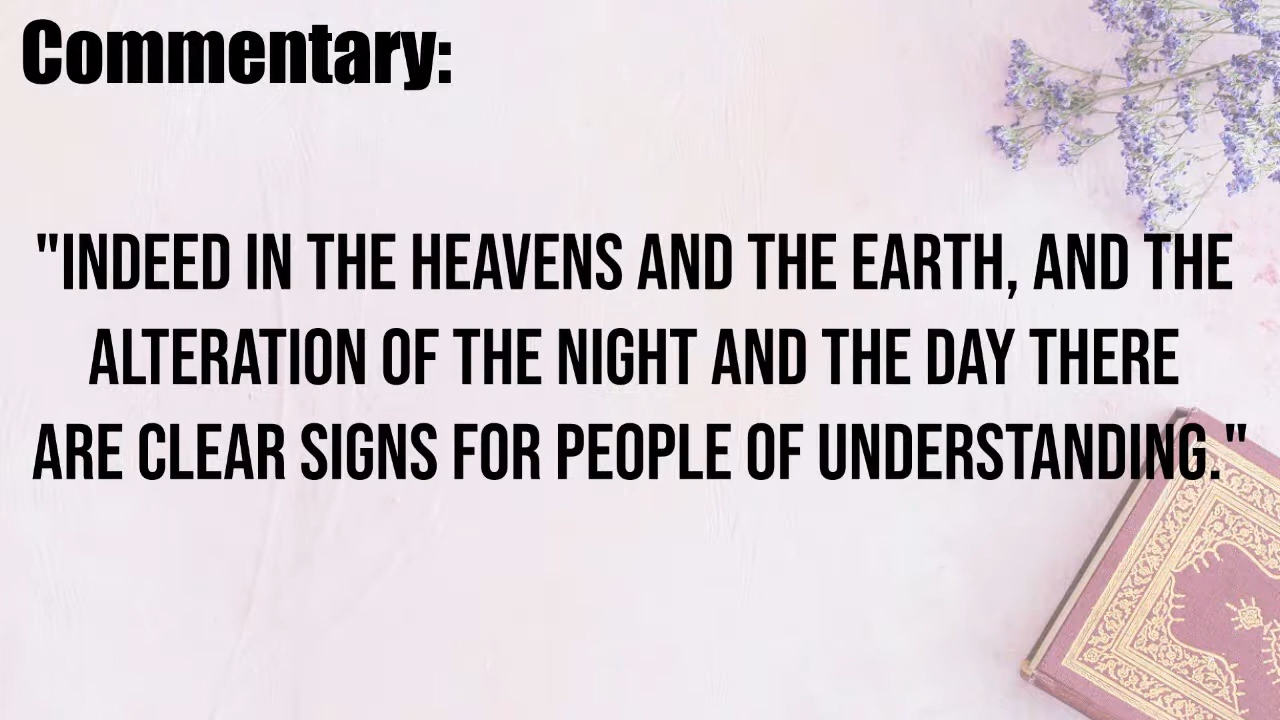 Commentary:
"INDEED IN THE HEAVENS AND THE EARTH, AND THE
ALTERATION OF THE NIGHT AND THE DAY THERE
ARE CLEAR SIGNS FOR PEOPLE OF UNDERSTANDING."